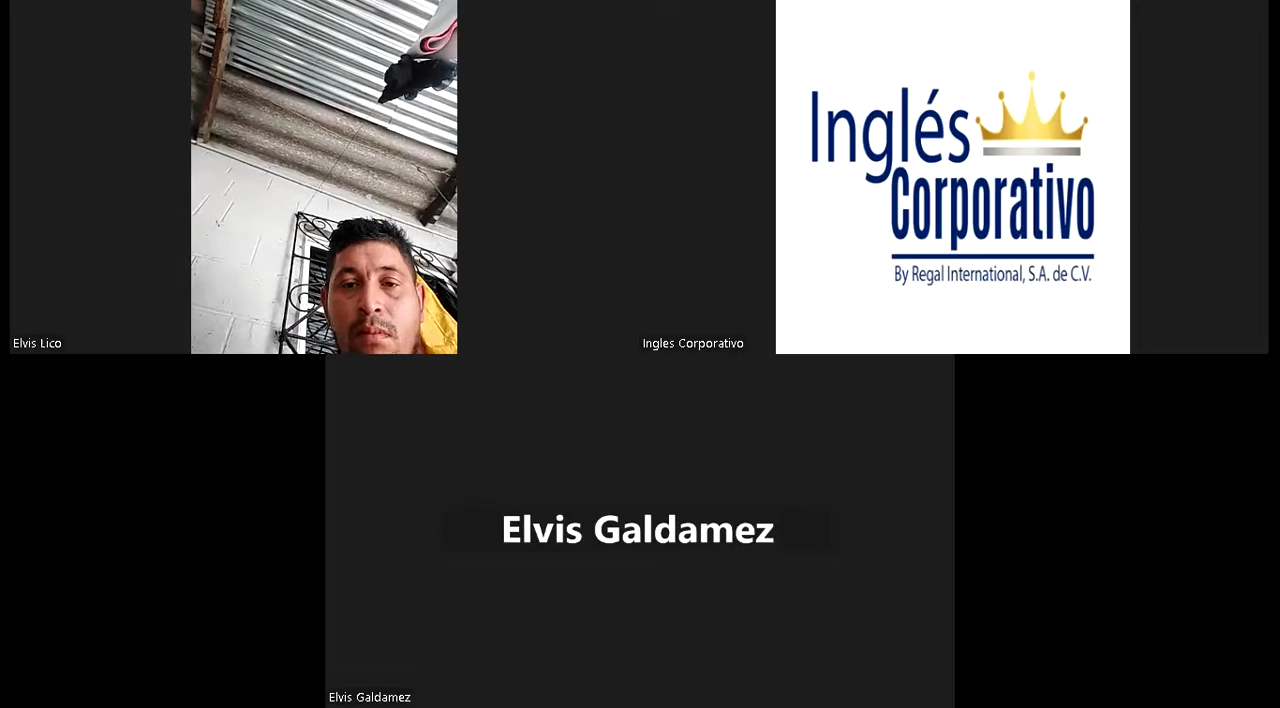 Inglés
Corporativo
By Regal International, S.A. de C.V.
Elvis Lico
Ingles Corporativo
Elvis Galdamez
Elvis Galdamez